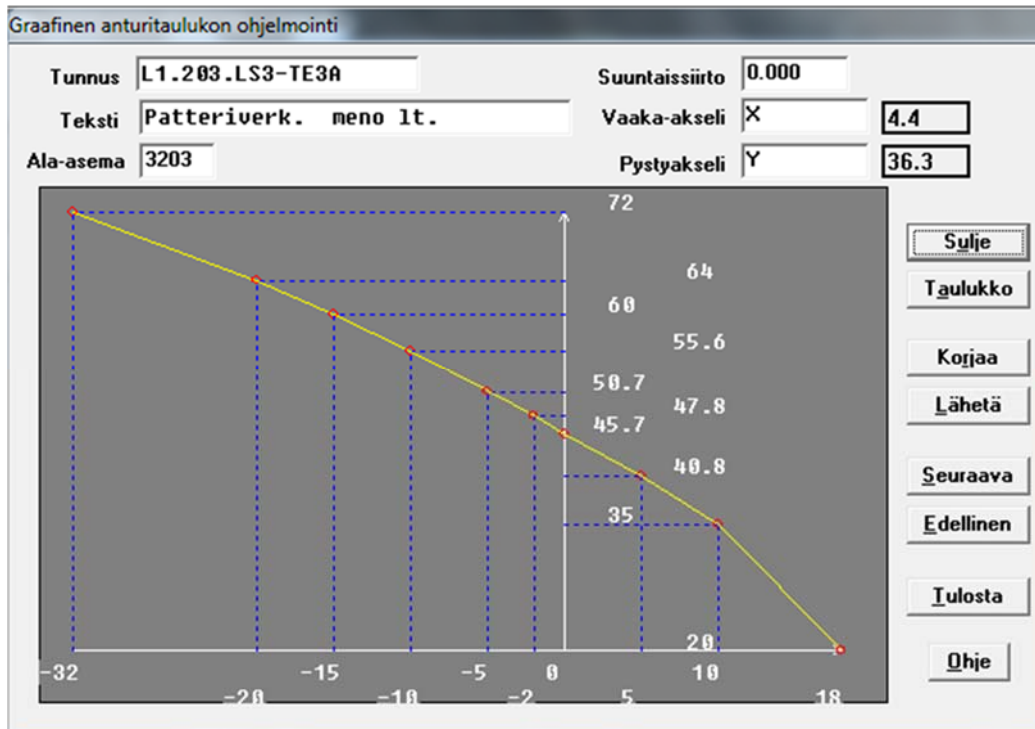 Graafinen anturitaulukon ohjelmointi
Tunnus L1.203.LS3-TE3A Suuntaissiirto 0.000
Teksti Patteriverk. meno lt. Vaaka-akseli X 4.4
Ala-asema 3203 Pystyakseli Y 36.3
72
64
60
55.6
50.7
47.8
45.7
40.8
35
20
-32 -15 -5 0 10
-20 -10 -2 5 18
Sulje
Taulukko
Korjaa
Lähetä
Seuraava
Edellinen
Tulosta
Ohje